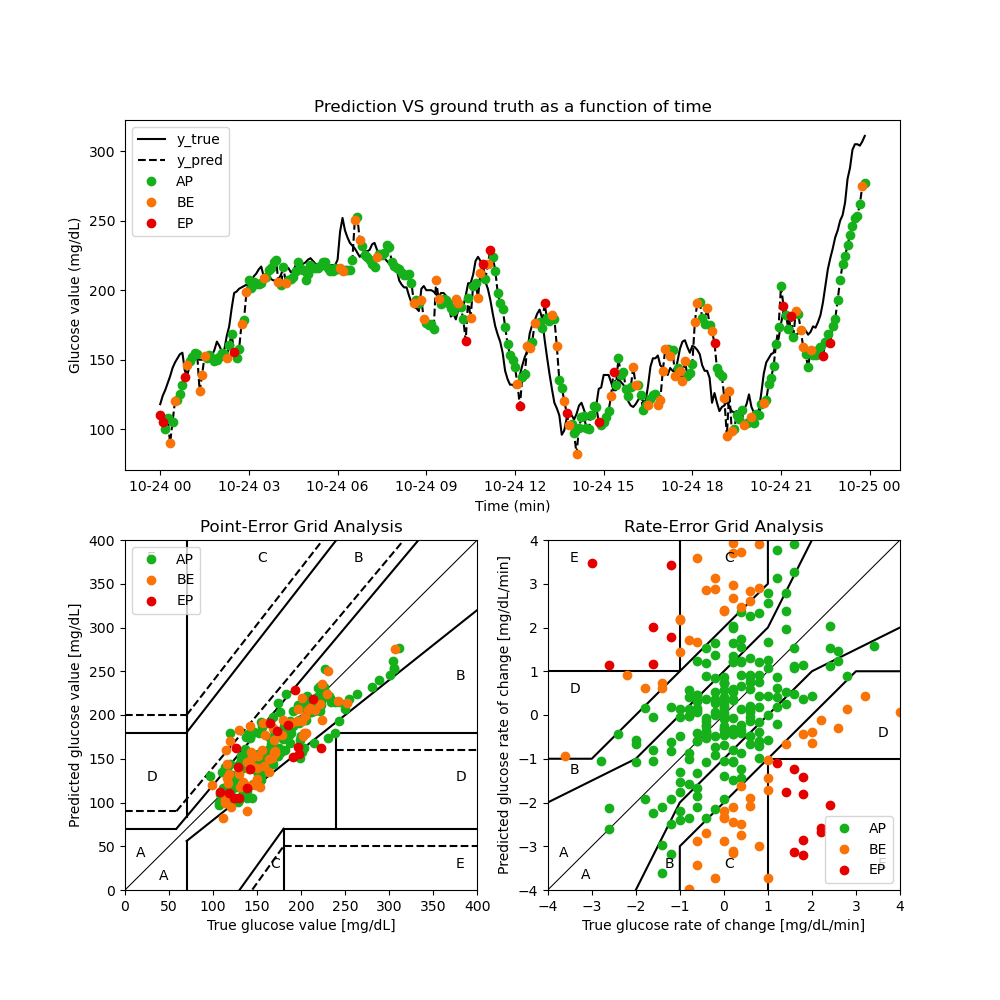 Prediction VS ground truth as a function of time
Glucose value (mg/dL)
300
250
200
150
100
y_true
y_pred
AP
BE
EP
10-24 00 10-24 03 10-24 06 10-24 09 10-24 12 10-24 15 10-24 18 10-24 21 10-25 00
Time (min)
Point-Error Grid Analysis
Predicted glucose value [mg/dL]
400
350
300
250
200
150
100
50
0
AP
BE
EP
C B
B
D D
A
A
C E
0 50 100 150 200 250 300 350 400
True glucose value [mg/dL]
Rate-Error Grid Analysis
Predicted glucose rate of change [mg/dL/min]
4
3
2
1
0
−1
−2
−3
−4
E C
D
D
B
A
A
B C
AP
BE
EP
−4 −3 −2 −1 0 1 2 3 4
True glucose rate of change [mg/dL/min]